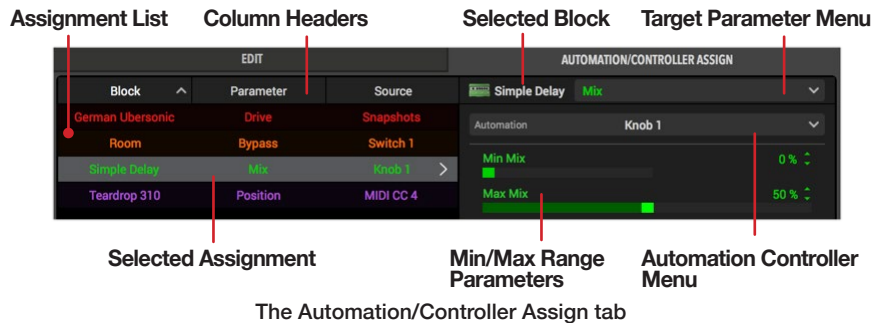 Assignment List
Column Headers
Selected Block
Target Parameter Menu
EDIT
AUTOMATION/CONTROLLER ASSIGN
Block
Parameter
Source
Simple Delay
Mix
German Ubersonic
Drive
Snapshots
Automation
Knob 1
Room
Bypass
Switch 1
Simple Delay
Mix
Knob 1
Min Mix
0 %
Teardrop 310
Position
MIDI CC 4
Max Mix
50 %
Selected Assignment
Min/Max Range
Parameters
Automation Controller
Menu
The Automation/Controller Assign tab